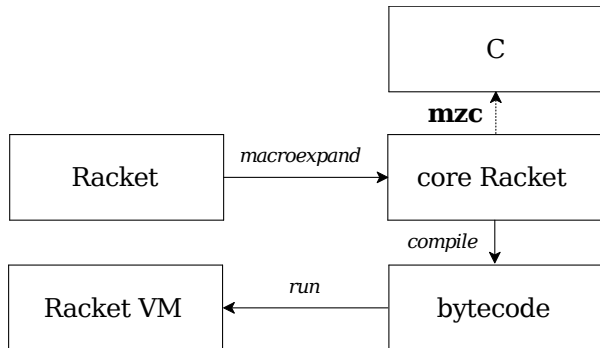 C
mzc
macroexpand
Racket
core Racket
compile
run
Racket VM
bytecode